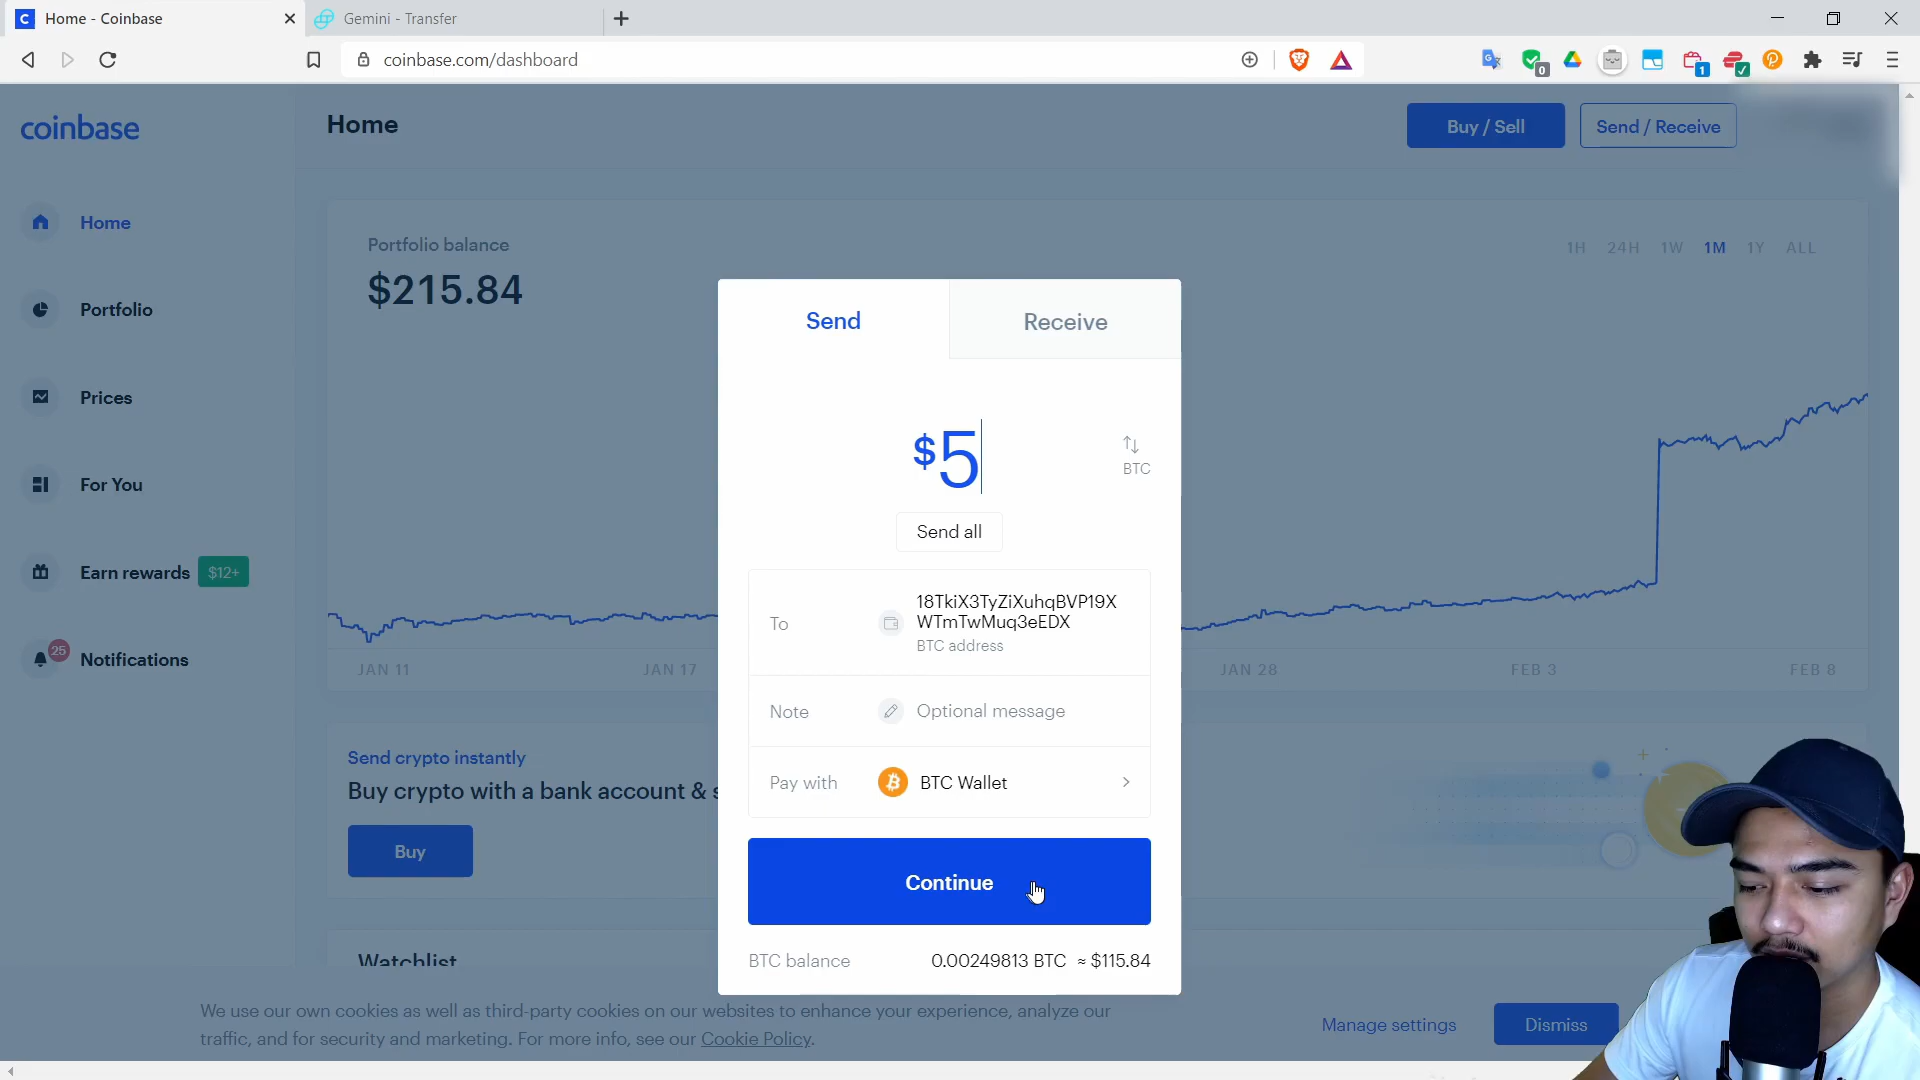 Home - Coinbase
Gemini - Transfer
coinbase.com/dashboard
0
1
coinbase
Home
Buy / Sell
Send / Receive
Home
Portfolio
Prices
For You
Earn rewards $12+
25
Notifications
Portfolio balance
$215.84
1H 24H 1W 1M 1Y ALL
JAN 11 JAN 17 JAN 28 FEB 3 FEB 8
Send Receive
$5
BTC
Send all
To
18TkiX3TyZiXuhqBVP19X
WTmTwMuq3eEDX
BTC address
Note Optional message
Pay with BTC Wallet
Continue
BTC balance 0.00249813 BTC ≈ $115.84
Send crypto instantly
Buy crypto with a bank account &
Buy
Watchlist
We use our own cookies as well as third-party cookies on our websites to enhance your experience, analyze our
traffic, and for security and marketing. For more info, see our Cookie Policy.
Manage settings
Dismiss